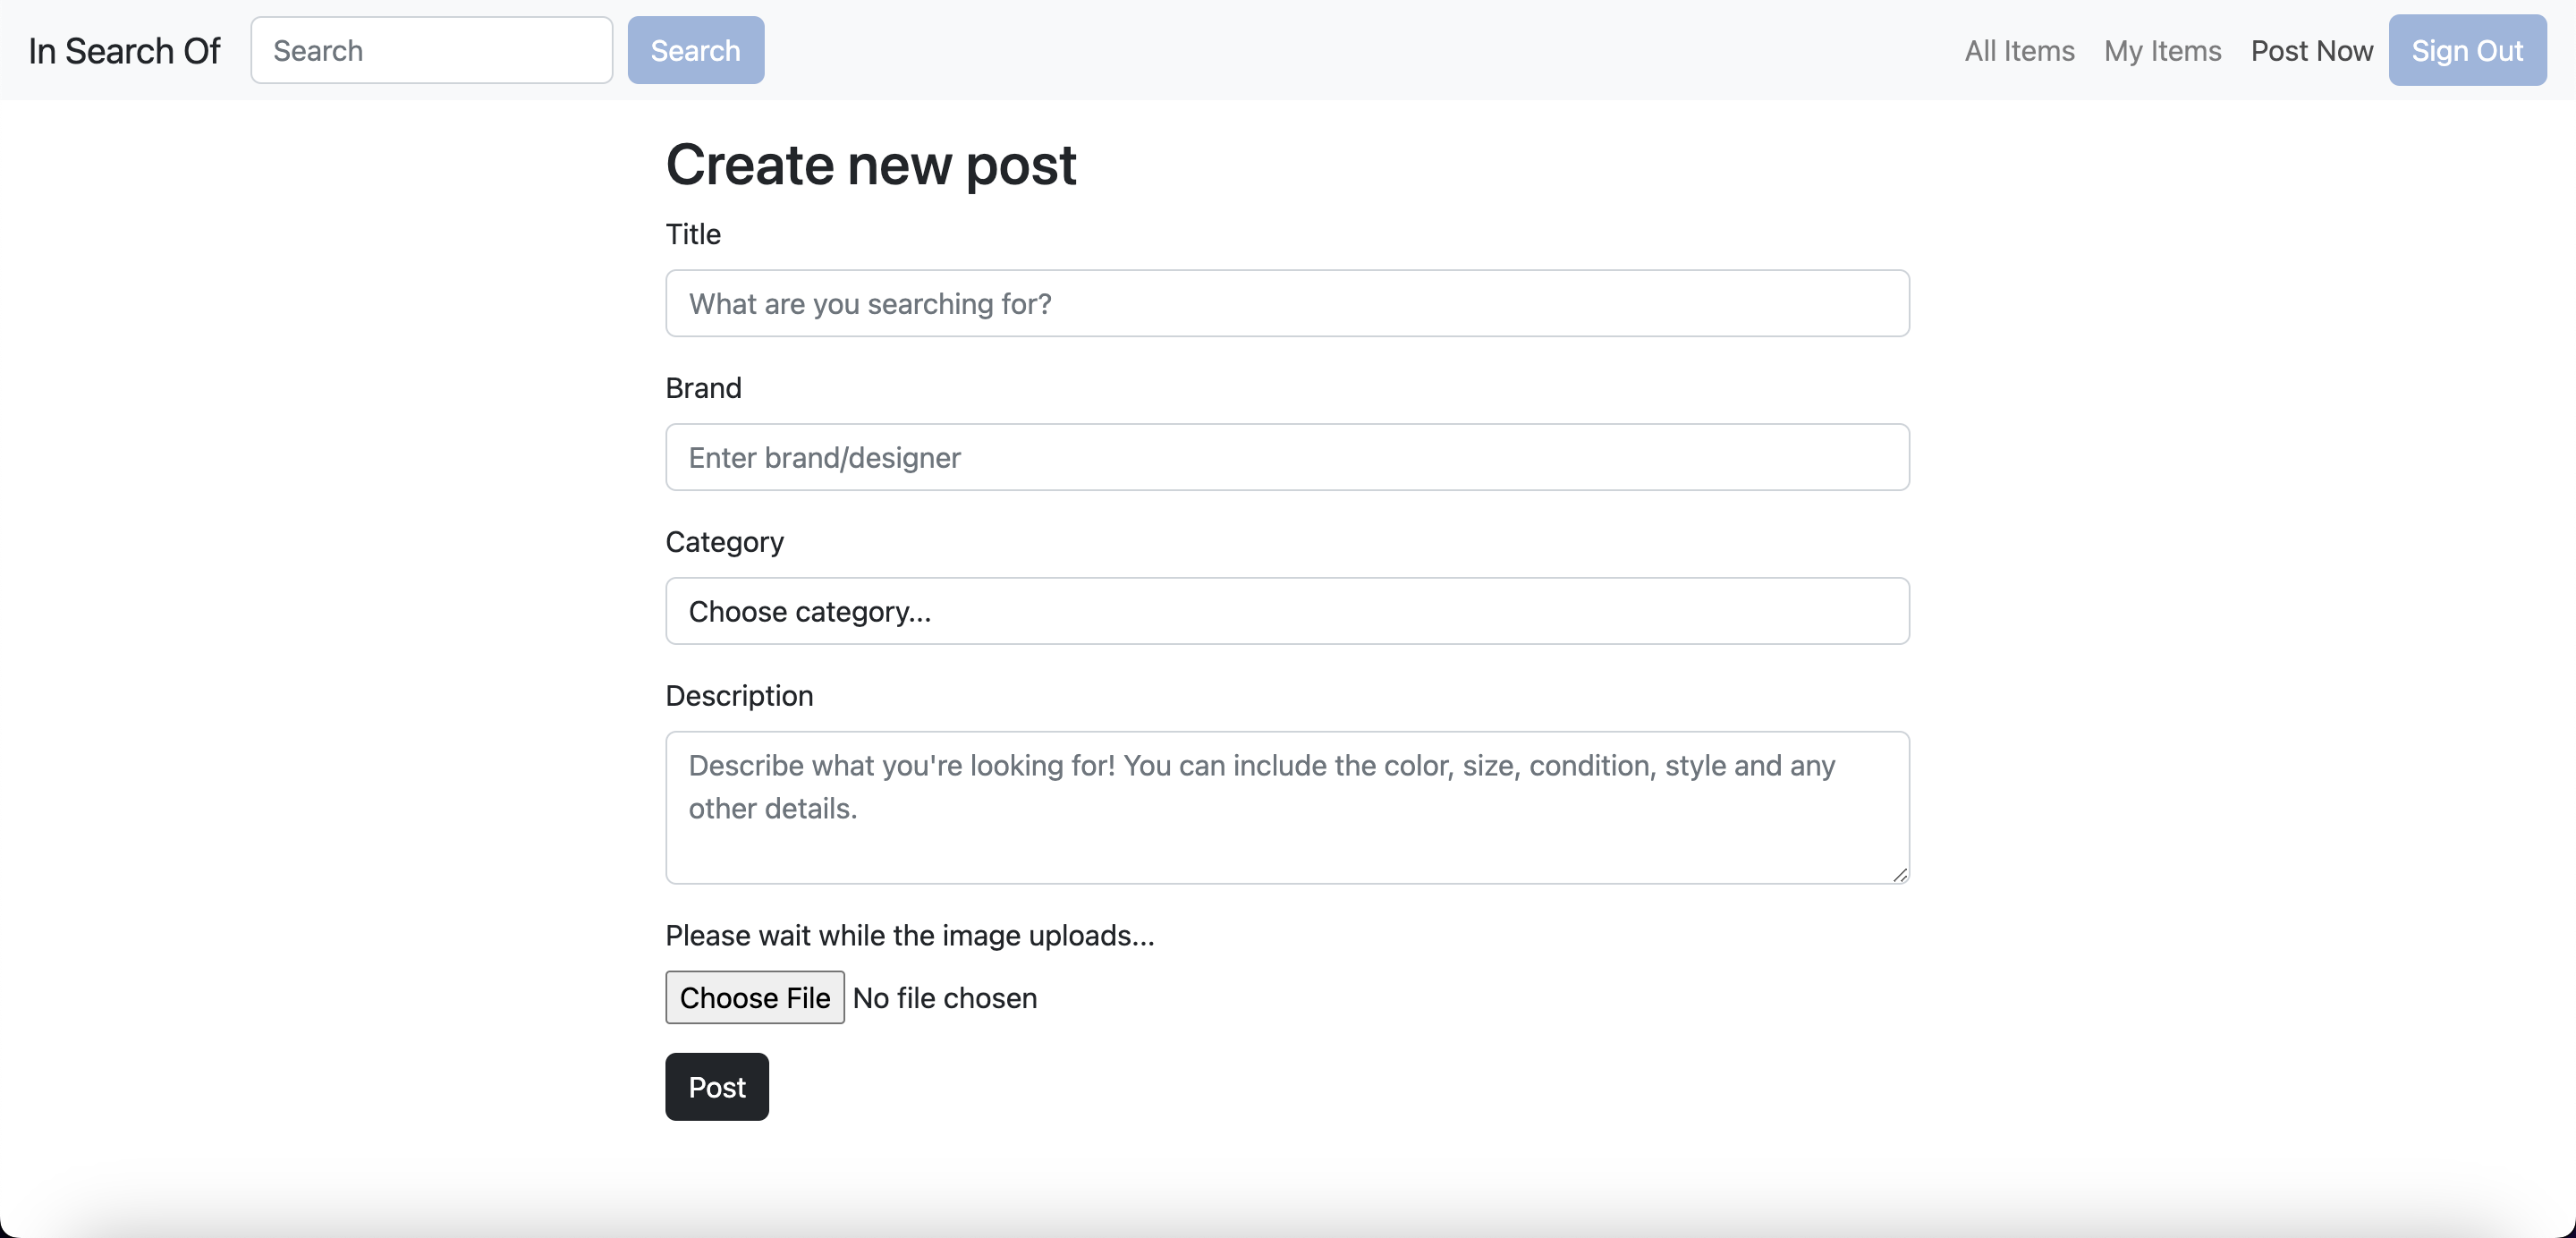 In Search Of Search Search All Items My Items Post Now Sign Out
Create new post
Title
What are you searching for?
Brand
Enter brand/designer
Category
Choose category...
Description
Describe what you're looking for! You can include the color, size, condition, style and any
other details.
Please wait while the image uploads...
Choose File No file chosen
Post